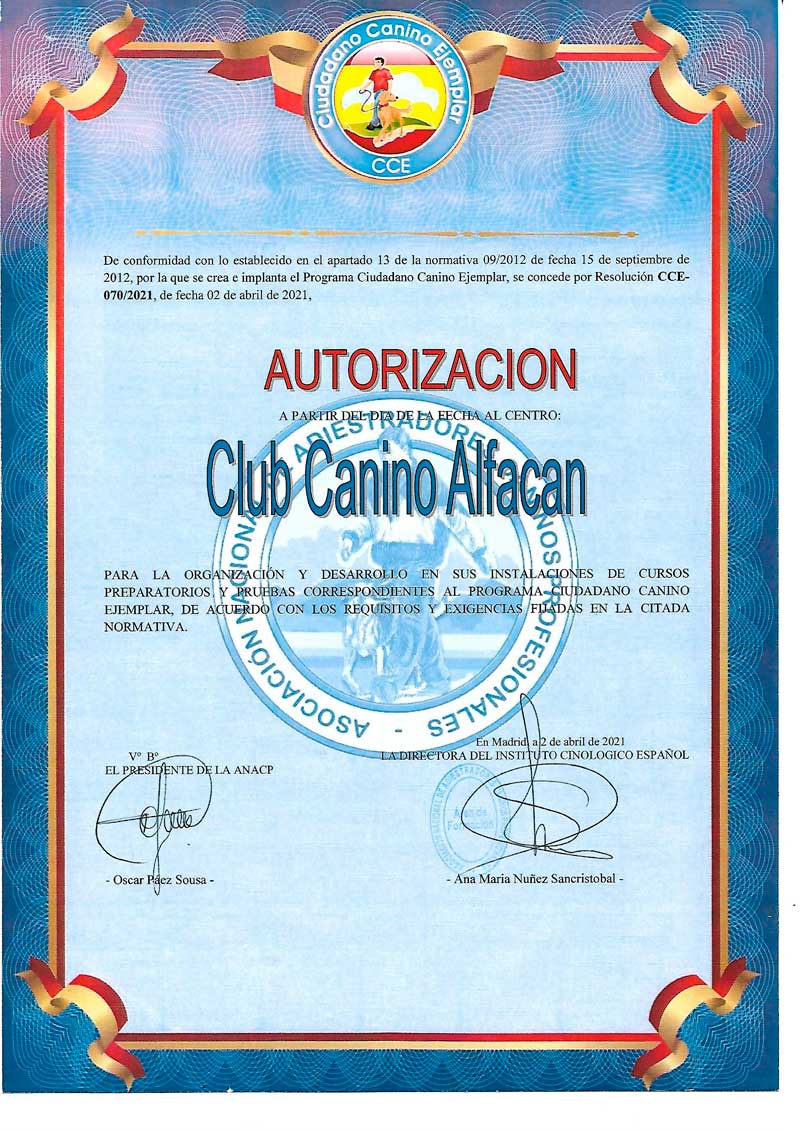 Ciudadano Canino Ejemplar
CCE
De conformidad con lo establecido en el apartado 13 de la normativa 09/2012 de fecha 15 de septiembre de
2012, por la que se crea e implanta el Programa Ciudadano Canino Ejemplar, se concede por Resolución CCE-
070/2021, de fecha 02 de abril de 2021,
AUTORIZACION
A PARTIR DEL DIA DE LA FECHA AL CENTRO:
Club Canino Alfacan
ASOCIACIÓN NACIONAL ADIESTRADORES CANINOS PROFESIONALES -
PARA LA ORGANIZACIÓN Y DESARROLLO EN SUS INSTALACIONES DE CURSOS
PREPARATORIOS Y PRUEBAS CORRESPONDIENTES AL PROGRAMA CIUDADANO CANINO
EJEMPLAR, DE ACUERDO CON LOS REQUISITOS Y EXIGENCIAS FIJADAS EN LA CITADA
NORMATIVA.
En Madrid, a 2 de abril de 2021
Vº Bº
LA DIRECTORA DEL INSTITUTO CINOLOGICO ESPAÑOL
EL PRESIDENTE DE LA ANACP
Area de
Formación
- Oscar Páez Sousa -
- Ana Maria Nuñez Sancristobal -